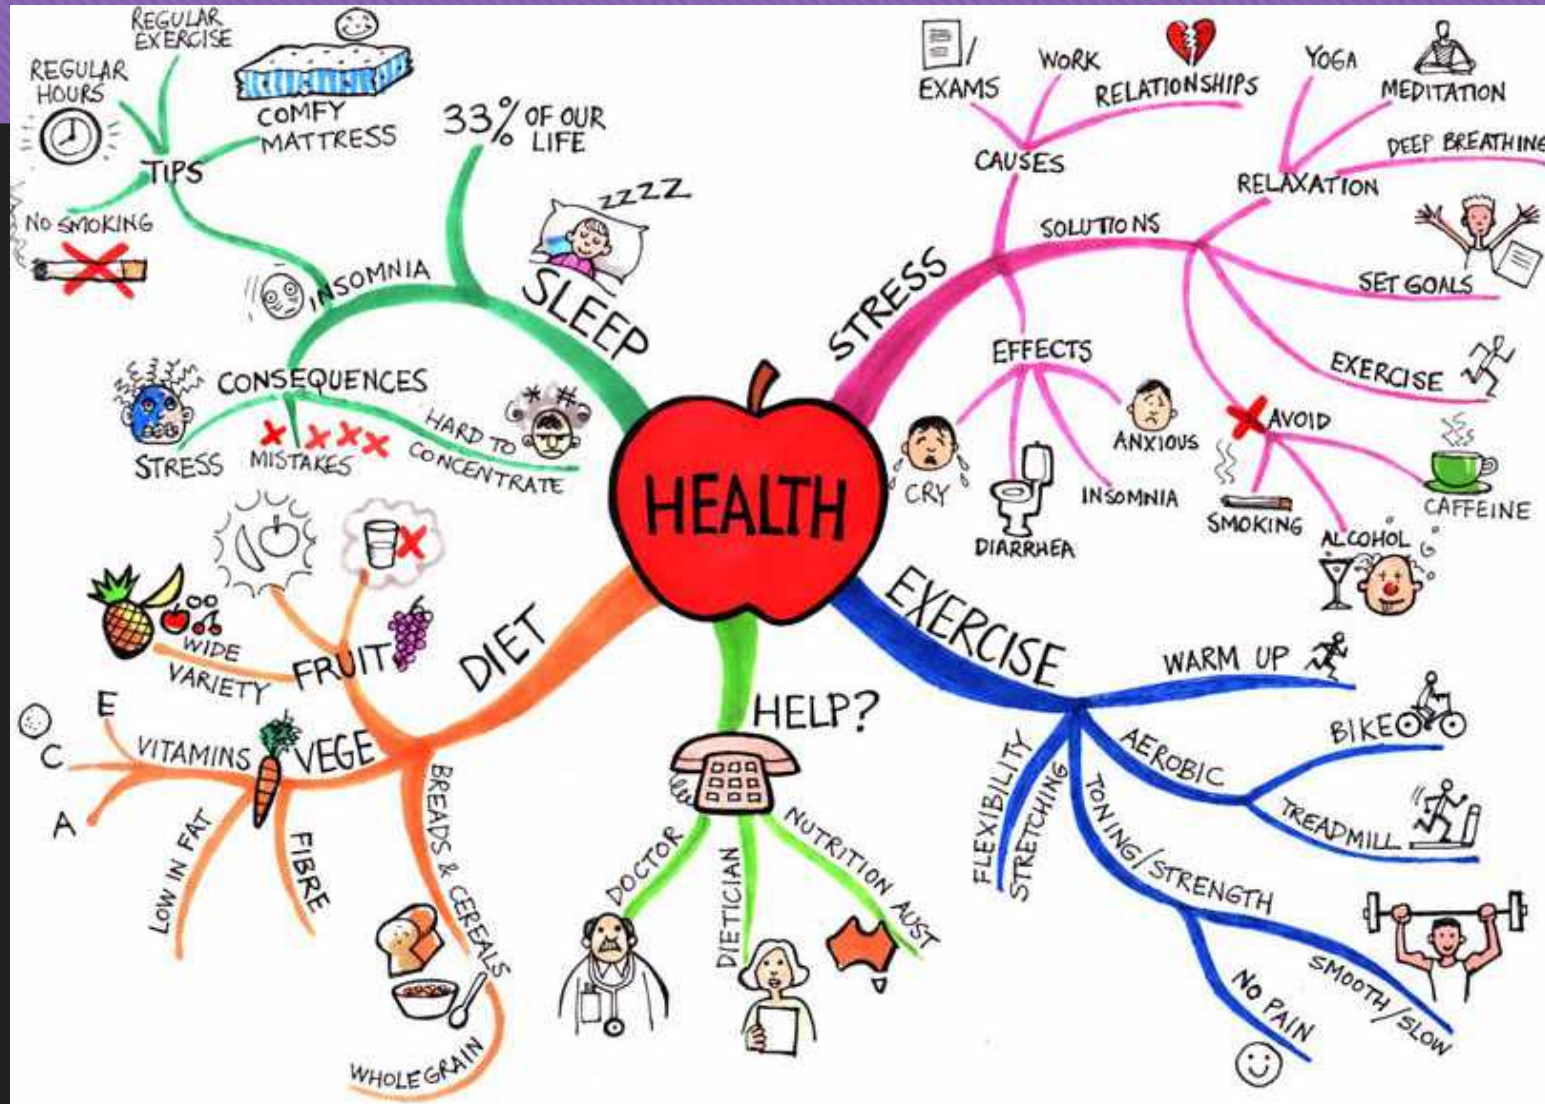 HEALTH
SLEEP
33% OF OUR
LIFE
zzzz
INSOMNIA
TIPS
REGULAR
HOURS
REGULAR
EXERCISE
COMFY
MATTRESS
NO SMOKING
CONSEQUENCES
STRESS
MISTAKES
HARD TO
CONCENTRATE
STRESS
CAUSES
EXAMS
WORK
RELATIONSHIPS
SOLUTIONS
RELAXATION
YOGA
MEDITATION
DEEP BREATHING
SET GOALS
EXERCISE
AVOID
SMOKING
ALCOHOL
CAFFEINE
EFFECTS
CRY
DIARRHEA
INSOMNIA
ANXIOUS
EXERCISE
WARM UP
AEROBIC
BIKE
TREADMILL
TONING/STRENGTH
SMOOTH/SLOW
NO PAIN
FLEXIBILITY
STRETCHING
HELP?
DOCTOR
DIETICIAN
NUTRITION AUST
DIET
FRUIT
WIDE
VARIETY
VEGE
VITAMINS
E
C
A
LOW IN FAT
FIBRE
BREADS & CEREALS
WHOLEGRAIN